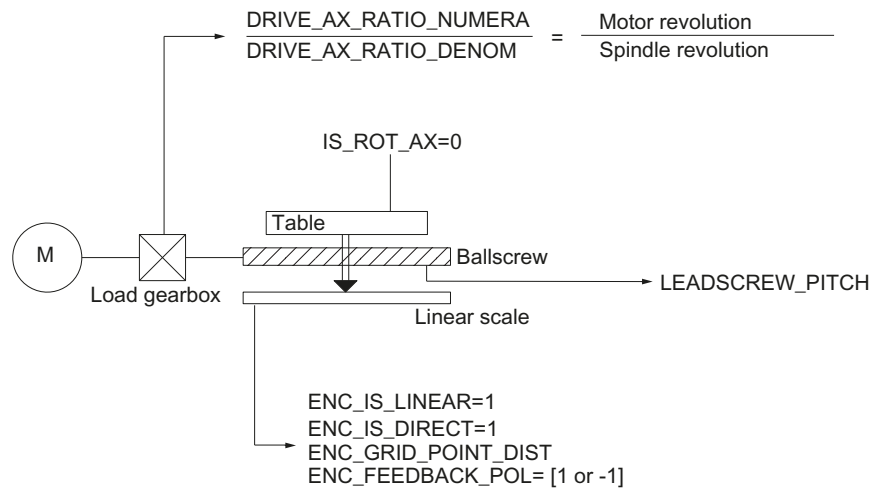 DRIVE_AX_RATIO_NUMERA
DRIVE_AX_RATIO_DENOM
=
Motor revolution
Spindle revolution
IS_ROT_AX=0
Table
M
Ballscrew
Load gearbox
LEADSCREW_PITCH
Linear scale
ENC_IS_LINEAR=1
ENC_IS_DIRECT=1
ENC_GRID_POINT_DIST
ENC_FEEDBACK_POL= [1 or -1]